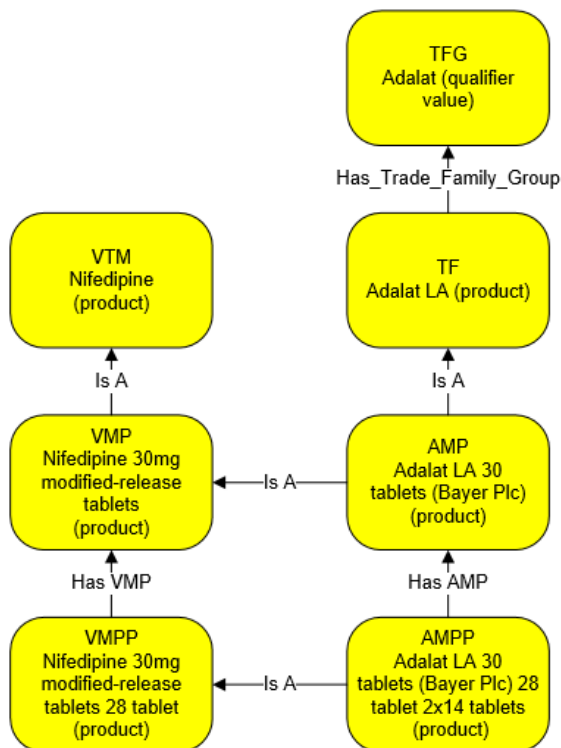 TFG
Adalat (qualifier
value)
Has_Trade_Family_Group
VTM
Nifedipine
(product)
TF
Adalat LA (product)
Is A
Is A
VMP
Nifedipine 30mg
modified-release
tablets
(product)
Is A
AMP
Adalat LA 30
tablets (Bayer Plc)
(product)
Has VMP
Has AMP
VMPP
Nifedipine 30mg
modified-release
tablets 28 tablet
(product)
Is A
AMPP
Adalat LA 30
tablets (Bayer Plc) 28
tablet 2x14 tablets
(product)